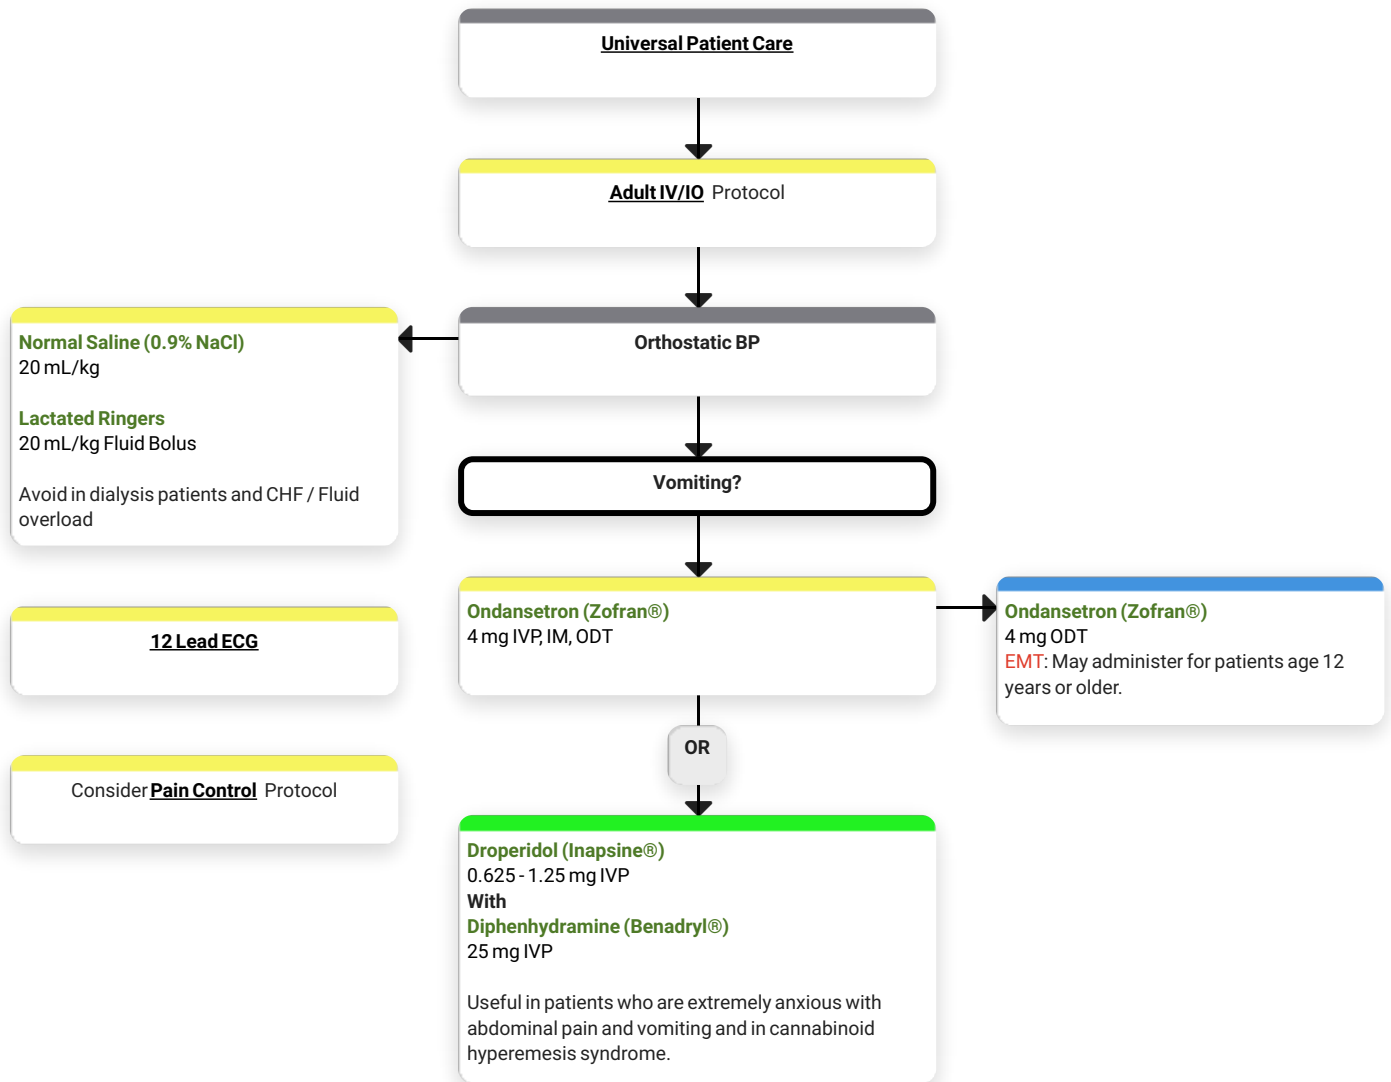 Universal Patient Care
Adult IV/IO Protocol
Normal Saline (0.9% NaCl)
20 mL/kg
Lactated Ringers
20 mL/kg Fluid Bolus
Avoid in dialysis patients and CHF / Fluid
overload
Orthostatic BP
Vomiting?
12 Lead ECG
Ondansetron (Zofran®)
4 mg IVP, IM, ODT
Ondansetron (Zofran®)
4 mg ODT
EMT: May administer for patients age 12
years or older.
Consider Pain Control Protocol
OR
Droperidol (Inapsine®)
0.625 - 1.25 mg IVP
With
Diphenhydramine (Benadryl®)
25 mg IVP
Useful in patients who are extremely anxious with
abdominal pain and vomiting and in cannabinoid
hyperemesis syndrome.